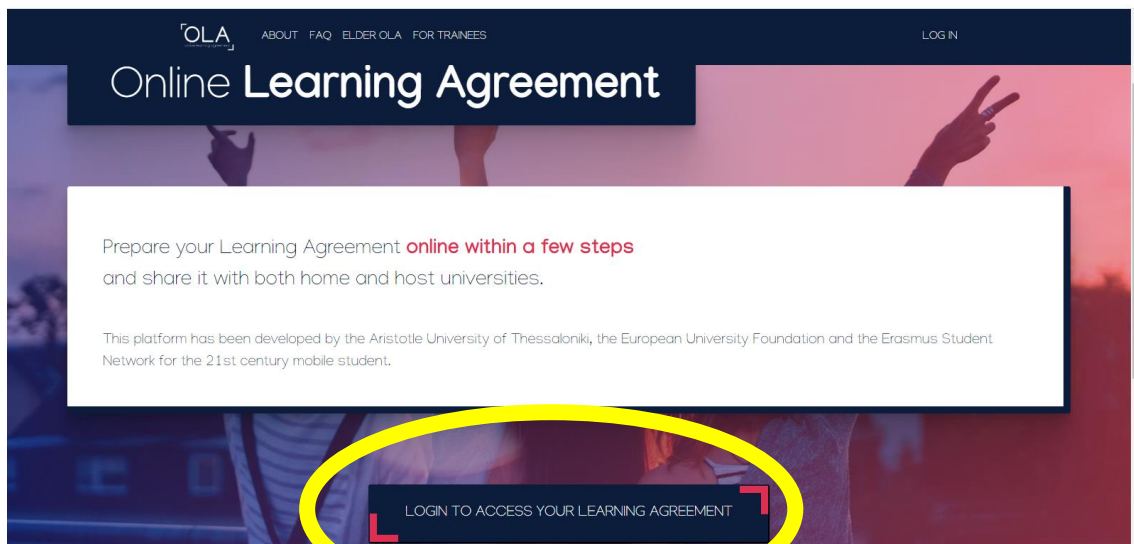 OLA
ABOUT FAQ ELDER OLA FOR TRAINEES
LOG IN
Online Learning Agreement
Prepare your Learning Agreement online within a few steps
and share it with both home and host universities.
This platform has been developed by the Aristotle University of Thessaloniki, the European University Foundation and the Erasmus Student
Network for the 21st century mobile student.
LOGIN TO ACCESS YOUR LEARNING AGREEMENT